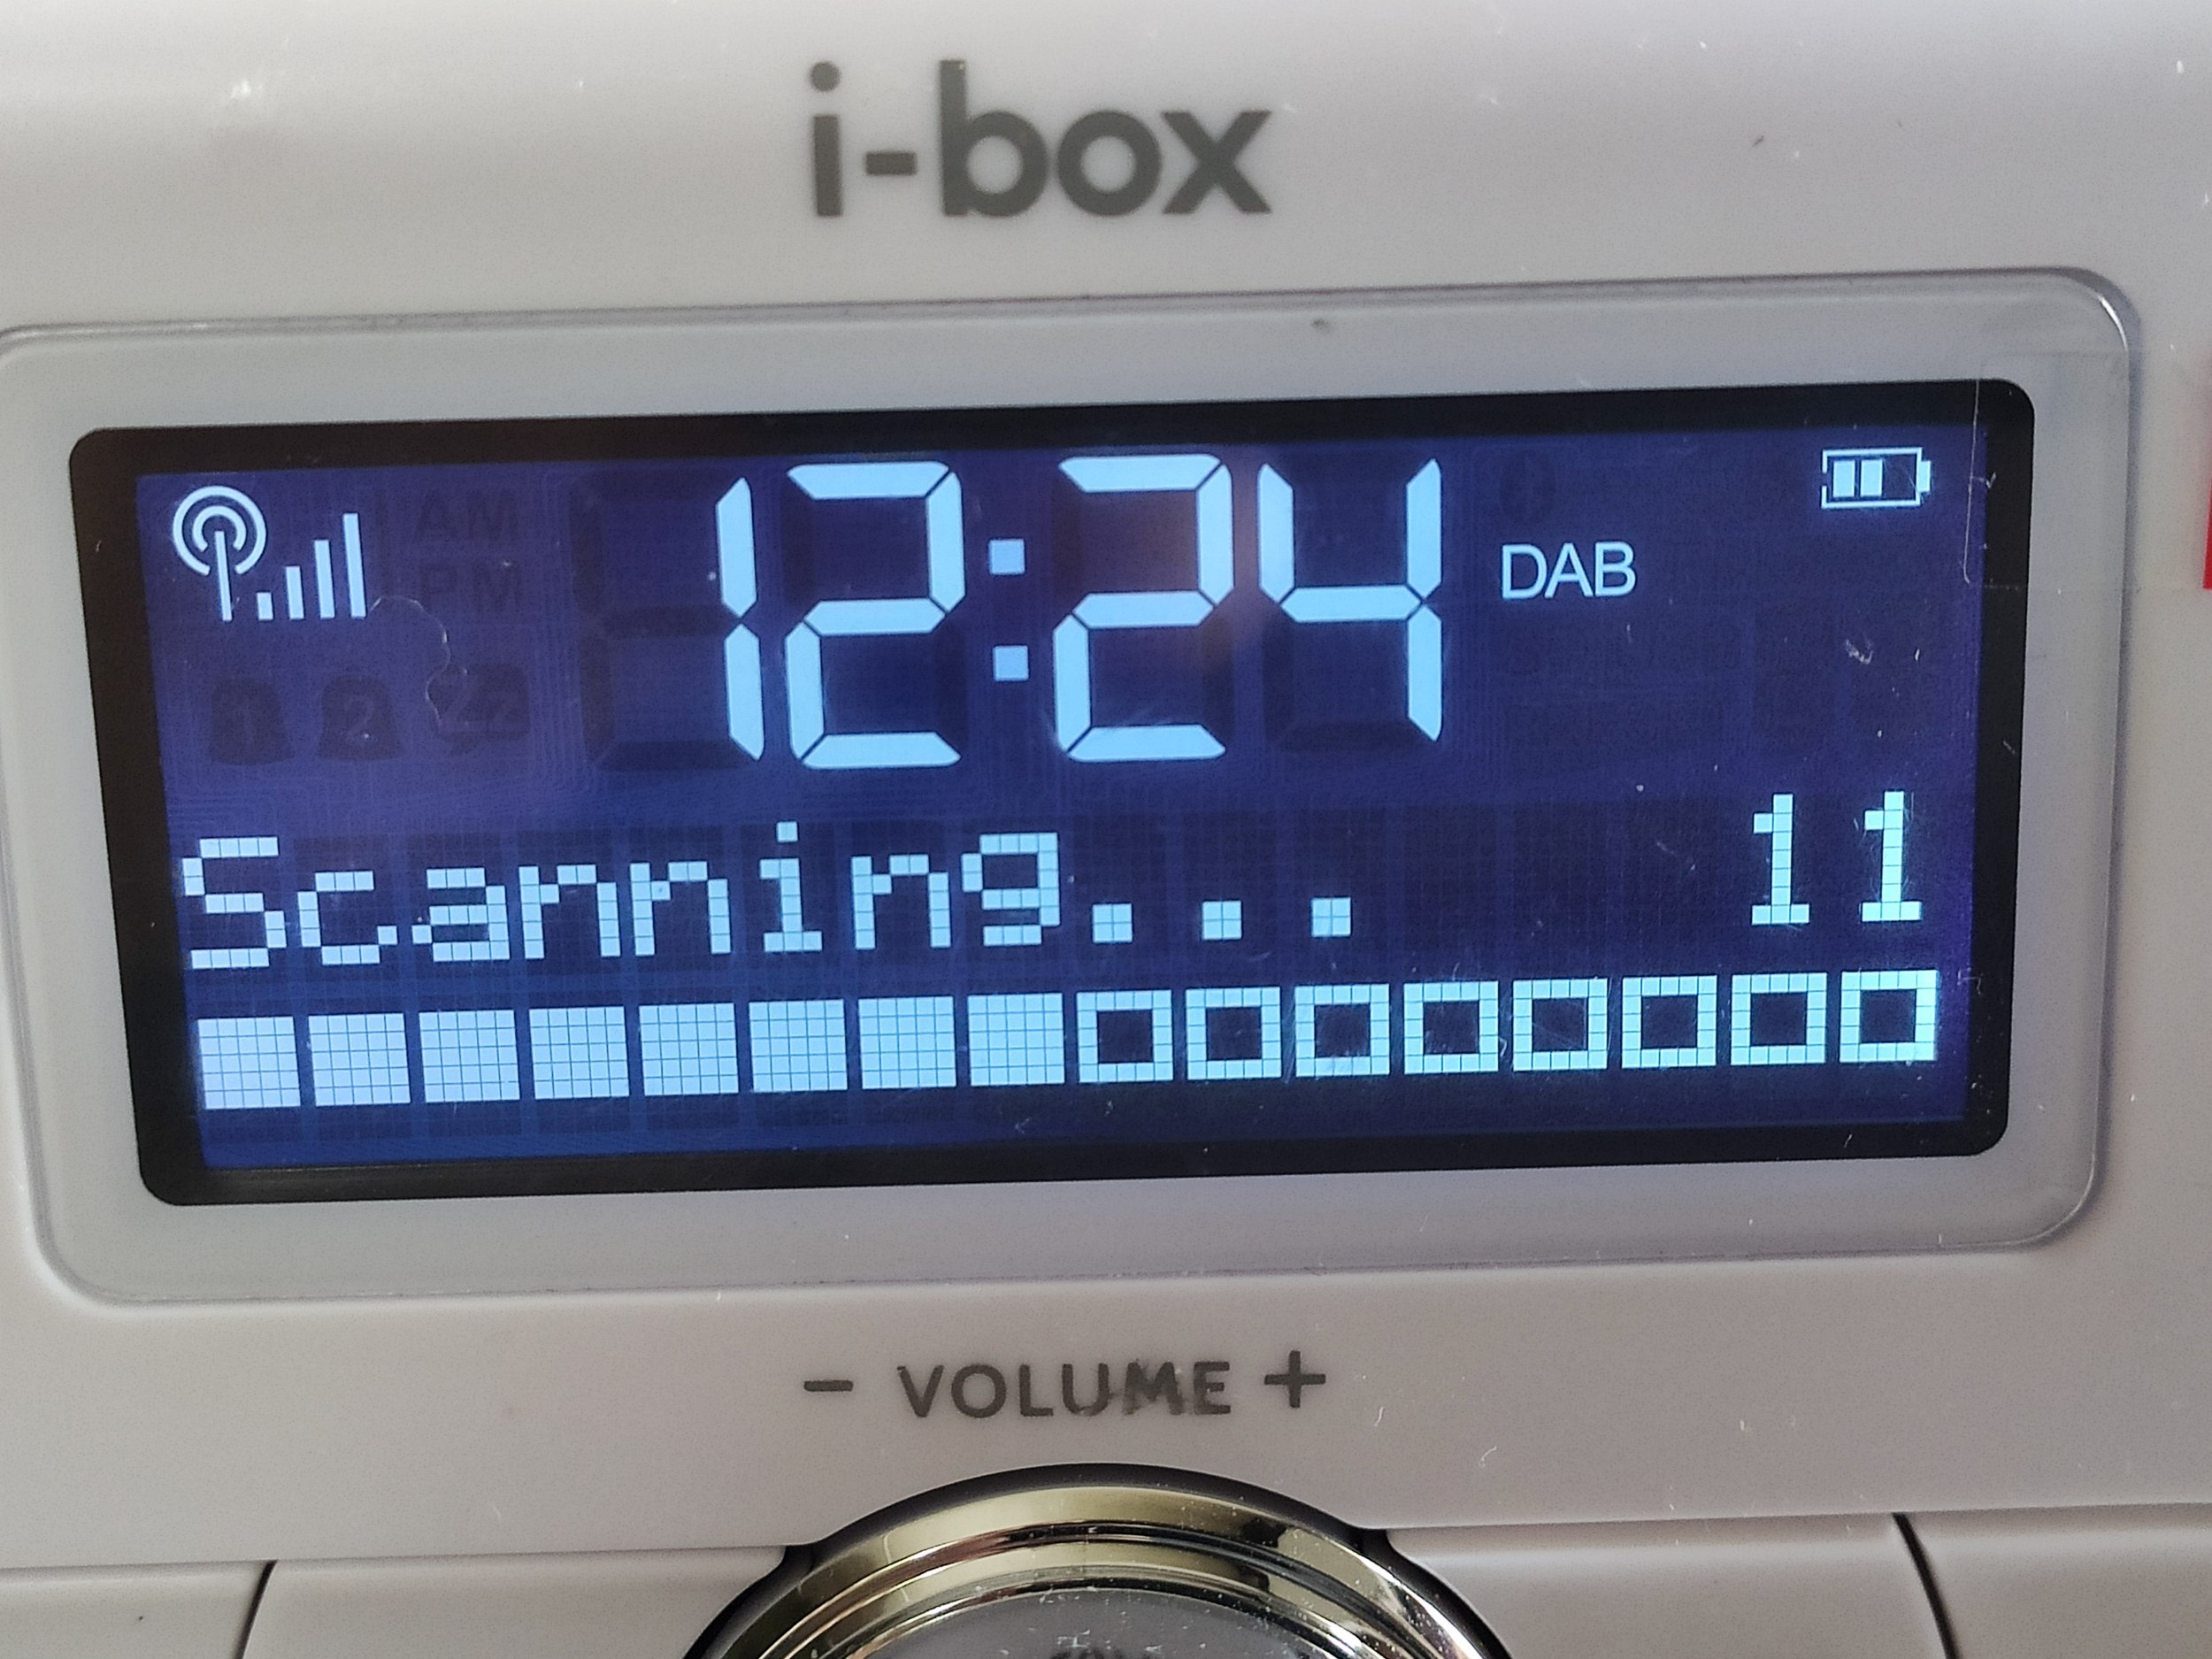 i-box
12:24 DAB
Scanning... 11
- VOLUME +